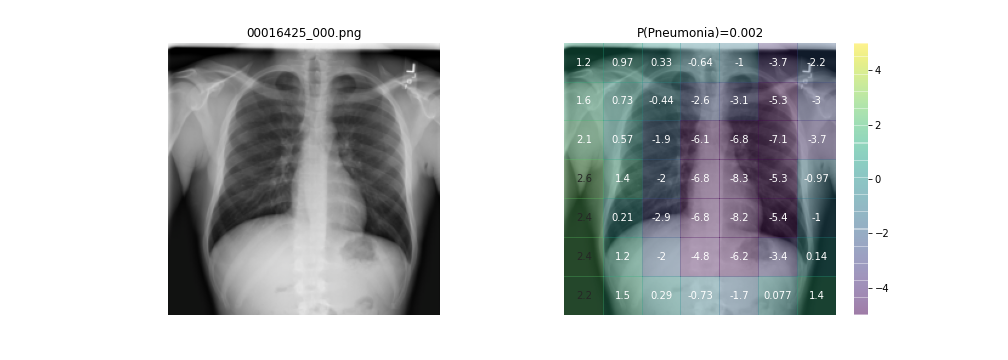 00016425_000.png
P(Pneumonia)=0.002
L
1.2 0.97 0.33 -0.64 -1 -3.7 -2.2
1.6 0.73 -0.44 -2.6 -3.1 -5.3 -3
2.1 0.57 -1.9 -6.1 -6.8 -7.1 -3.7
2.6 1.4 -2 -6.8 -8.3 -5.3 -0.97
2.4 0.21 -2.9 -6.8 -8.2 -5.4 -1
2.4 1.2 -2 -4.8 -6.2 -3.4 0.14
2.2 1.5 0.29 -0.73 -1.7 0.077 1.4
4
2
0
−2
−4